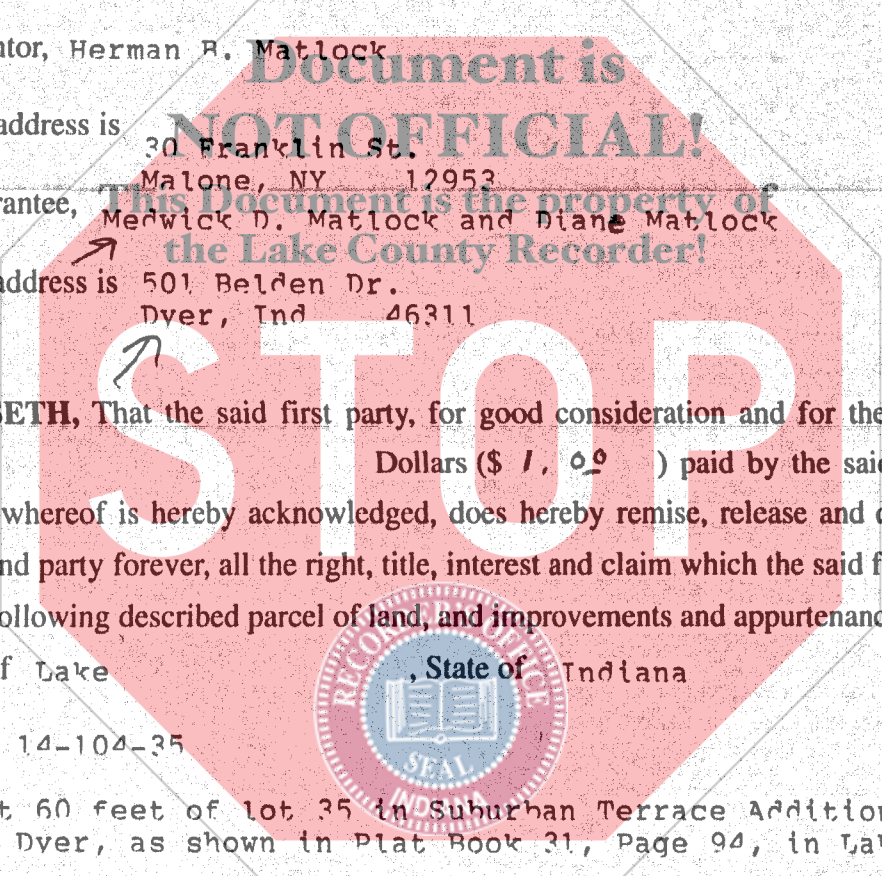 ntor, Herman B. Matlock
Document is
address is
NOT OFFICIAL!
30 Franklin St.
Malone, NY 12953
This Document is the property of
rantee, Medwick D. Matlock and Diane Matlock
the Lake County Recorder!
address is 501 Belden Dr.
Dyer, Ind 46311
STOP
SETH, That the said first party, for good consideration and for the
Dollars ($ 1.00 ) paid by the said
whereof is hereby acknowledged, does hereby remise, release and
nd party forever, all the right, title, interest and claim which the said f
ollowing described parcel of land, and improvements and appurtenanc
RECORDER'S OFFICE
f Lake , State of Indiana
14-104-35
SEAL
INDIANA
t 60 feet of lot 35 in Suburban Terrace Addition
Dyer, as shown in Plat Book 31, Page 94, in Lak